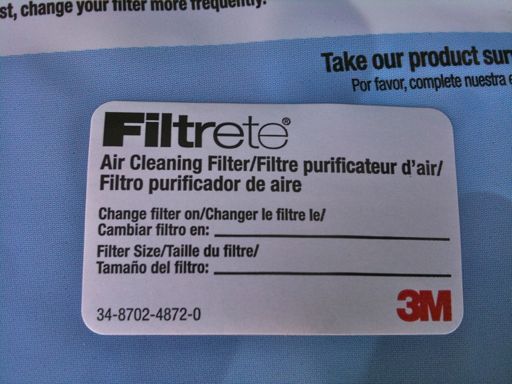 st, change your filter more frequently.
Take our product sur
Por favor, complete nuestra e
Filtrete®
Air Cleaning Filter/Filtre purificateur d'air/
Filtro purificador de aire
Change filter on/Changer le filtre le/
Cambiar filtro en:
Filter Size/Taille du filtre/
Tamaño del filtro:
34-8702-4872-0
3M